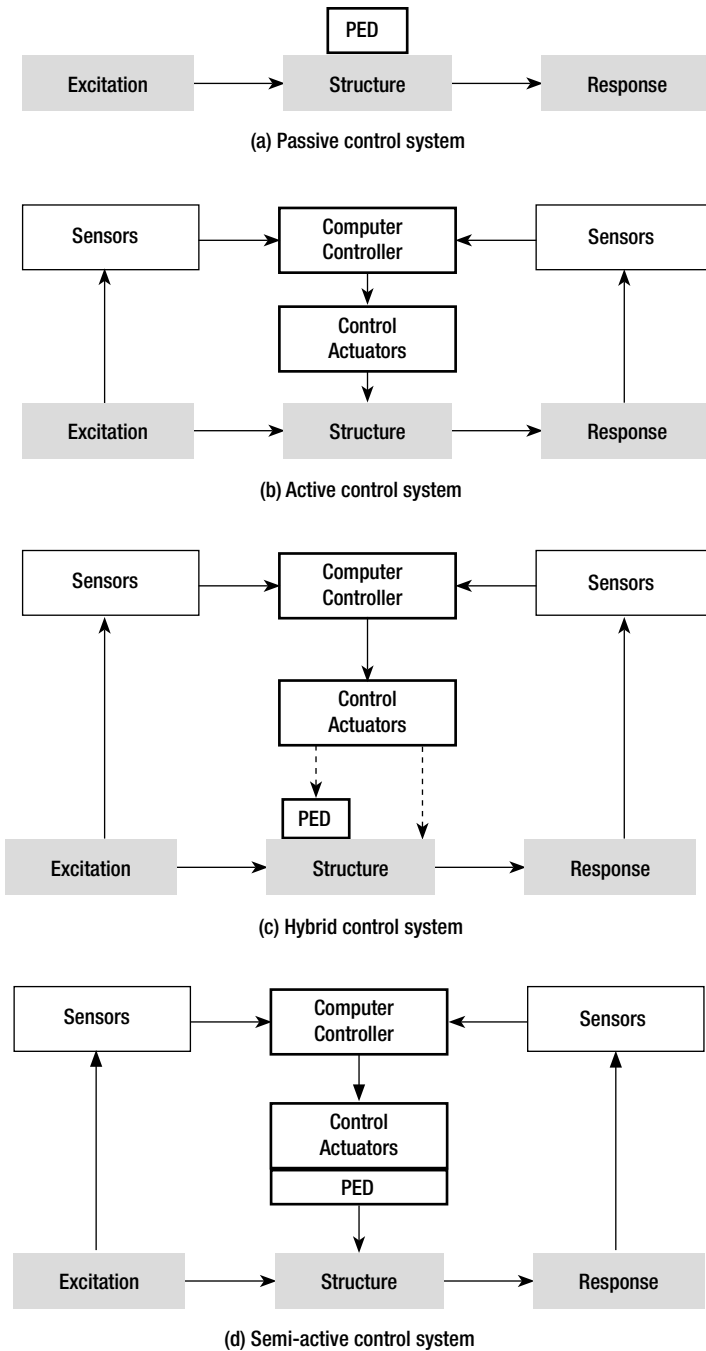 PED
Excitation
Structure
Response
(a) Passive control system
Sensors
Computer
Controller
Sensors
Control
Actuators
Excitation
Structure
Response
(b) Active control system
Sensors
Computer
Controller
Sensors
Control
Actuators
PED
Excitation
Structure
Response
(c) Hybrid control system
Sensors
Computer
Controller
Sensors
Control
Actuators
PED
Excitation
Structure
Response
(d) Semi-active control system